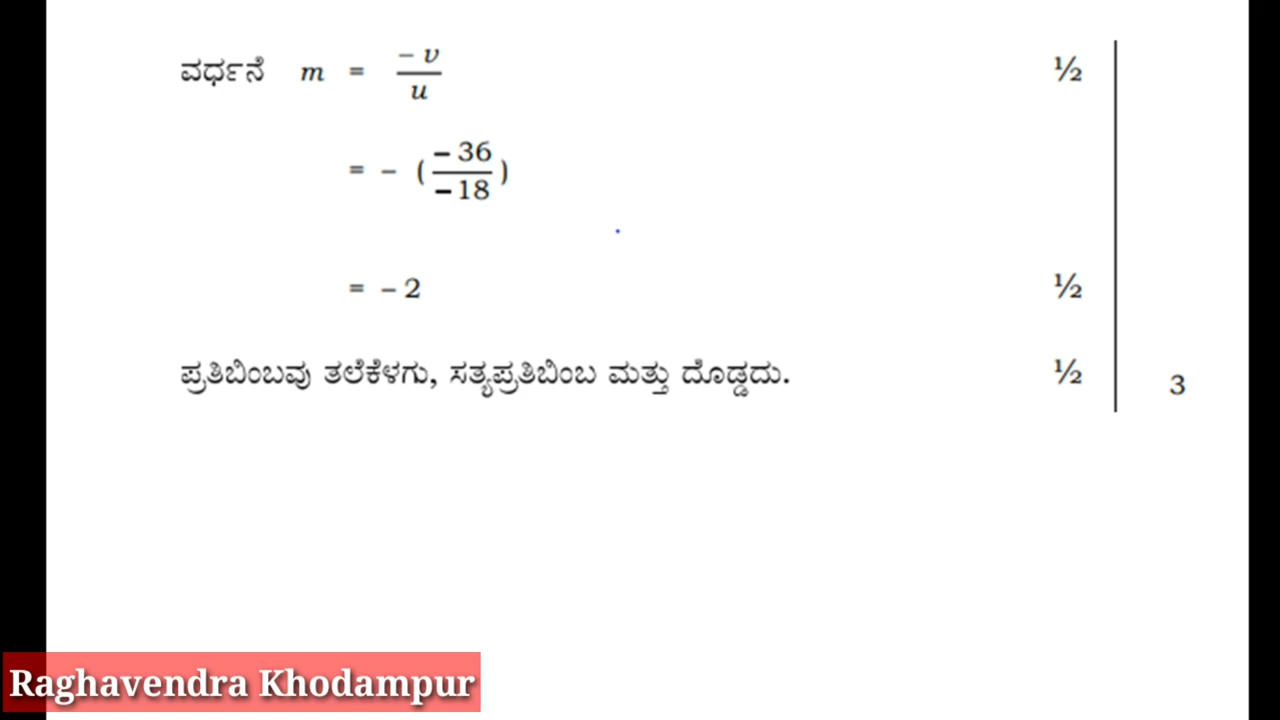 ವರ್ಧನೆ m = – v / u ½
= – ( – 36 / – 18 )
= – 2 ½
ಪ್ರತಿಬಿಂಬವು ತಲೆಕೆಳಗು, ಸತ್ಯಪ್ರತಿಬಿಂಬ ಮತ್ತು ದೊಡ್ಡದು. ½ 3
Raghavendra Khodampur